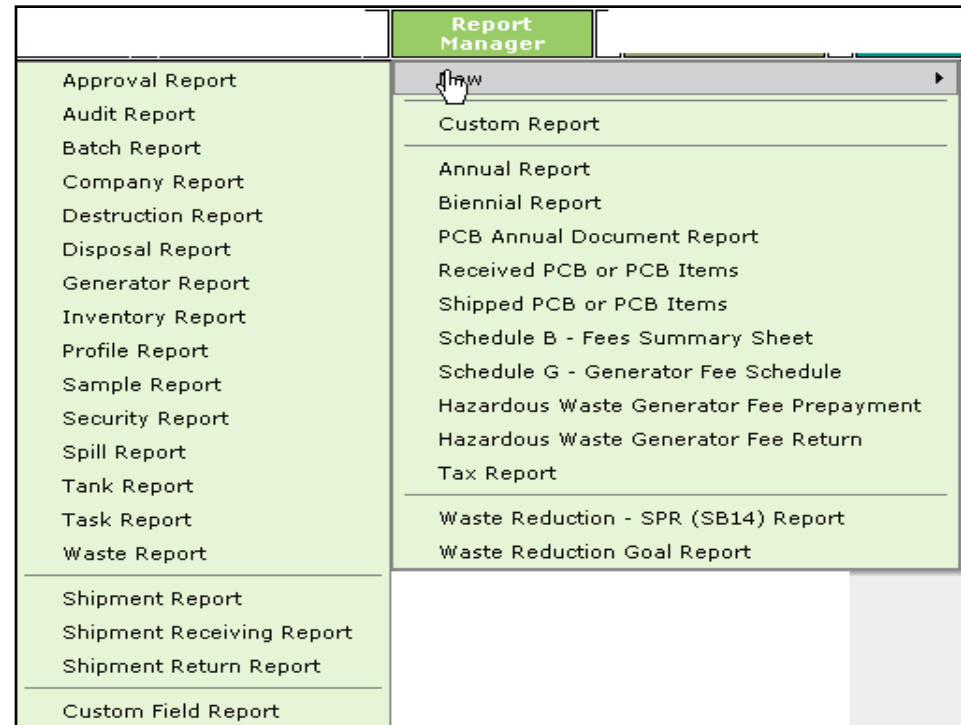 Report
Manager
Approval Report
Audit Report
Batch Report
Company Report
Destruction Report
Disposal Report
Generator Report
Inventory Report
Profile Report
Sample Report
Security Report
Spill Report
Tank Report
Task Report
Waste Report
Shipment Report
Shipment Receiving Report
Shipment Return Report
Custom Field Report
Custom Report
Annual Report
Biennial Report
PCB Annual Document Report
Received PCB or PCB Items
Shipped PCB or PCB Items
Schedule B - Fees Summary Sheet
Schedule G - Generator Fee Schedule
Hazardous Waste Generator Fee Prepayment
Hazardous Waste Generator Fee Return
Tax Report
Waste Reduction - SPR (SB14) Report
Waste Reduction Goal Report